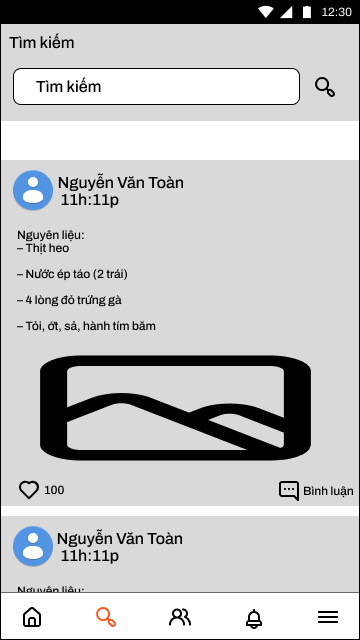 12:30
Tìm kiếm
Tìm kiếm
Nguyễn Văn Toàn
11h:11p
Nguyên liệu:
– Thịt heo
– Nước ép táo (2 trái)
– 4 lòng đỏ trứng gà
– Tỏi, ớt, sả, hành tím băm
100
Bình luận
Nguyễn Văn Toàn
11h:11p
Nguyên liệu: